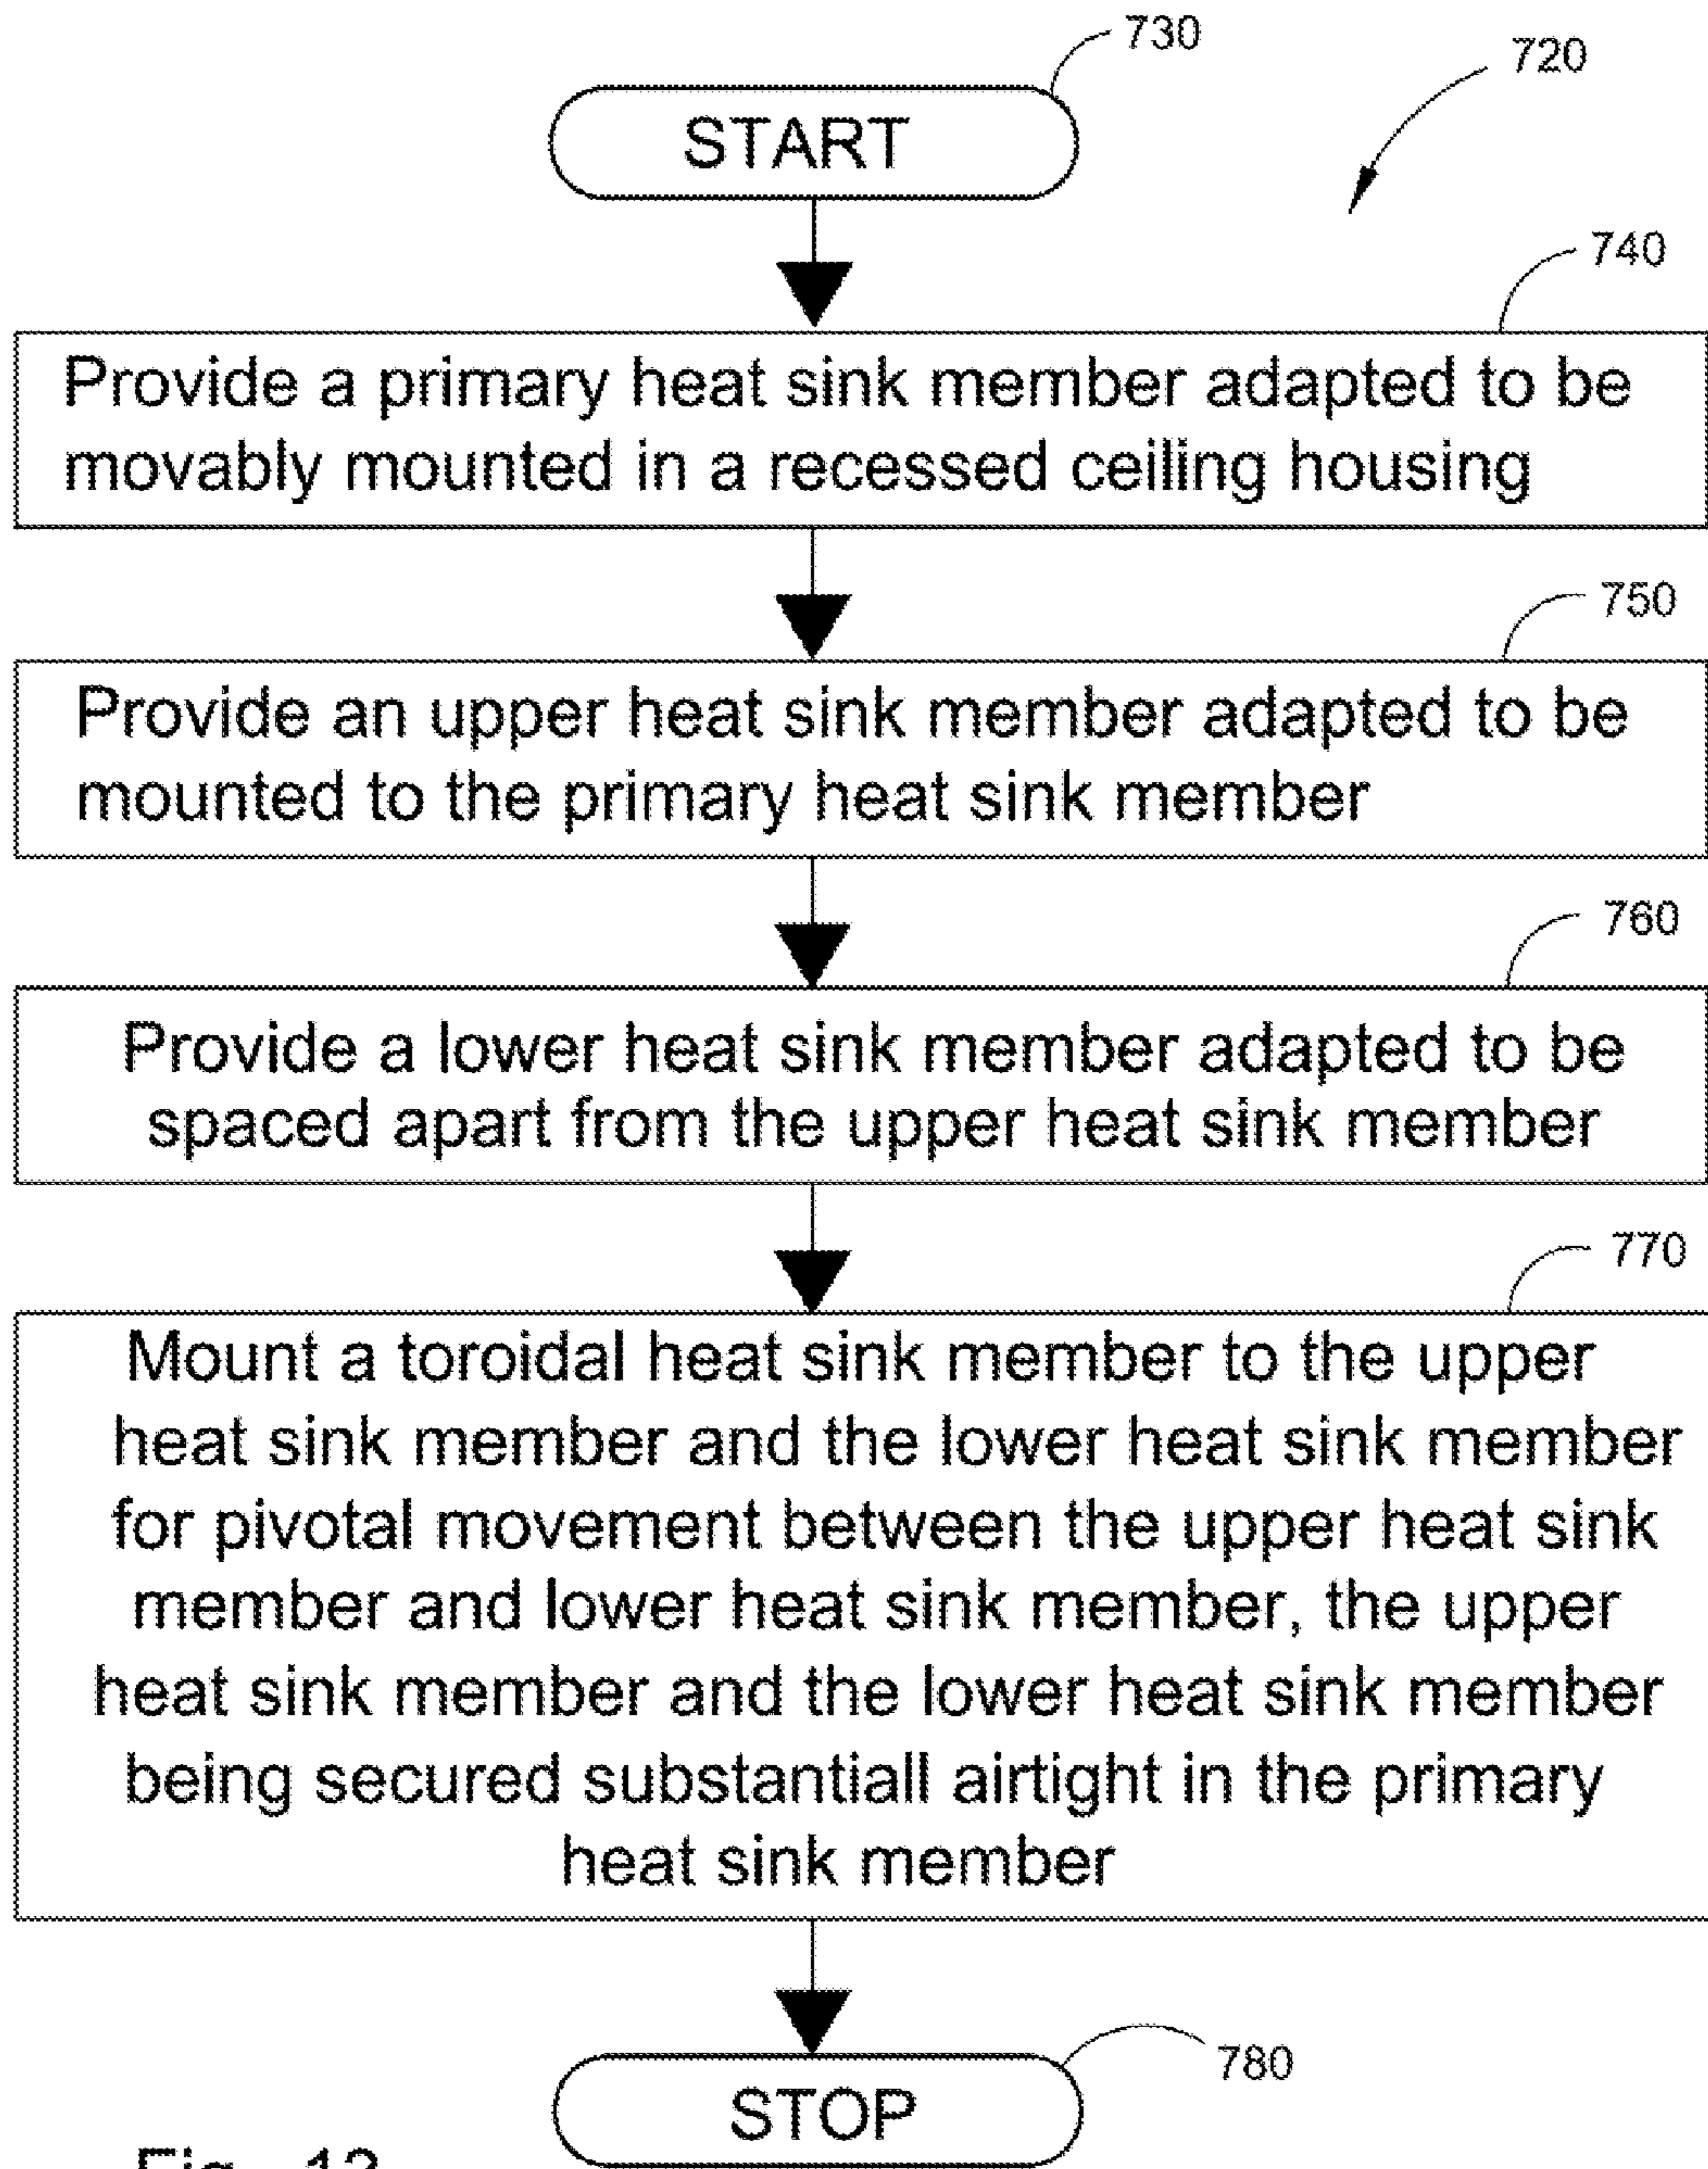 730
720
START
740
Provide a primary heat sink member adapted to be
movably mounted in a recessed ceiling housing
750
Provide an upper heat sink member adapted to be
mounted to the primary heat sink member
760
Provide a lower heat sink member adapted to be
spaced apart from the upper heat sink member
770
Mount a toroidal heat sink member to the upper
heat sink member and the lower heat sink member
for pivotal movement between the upper heat sink
member and lower heat sink member, the upper
heat sink member and the lower heat sink member
being secured substantiall airtight in the primary
heat sink member
780
STOP